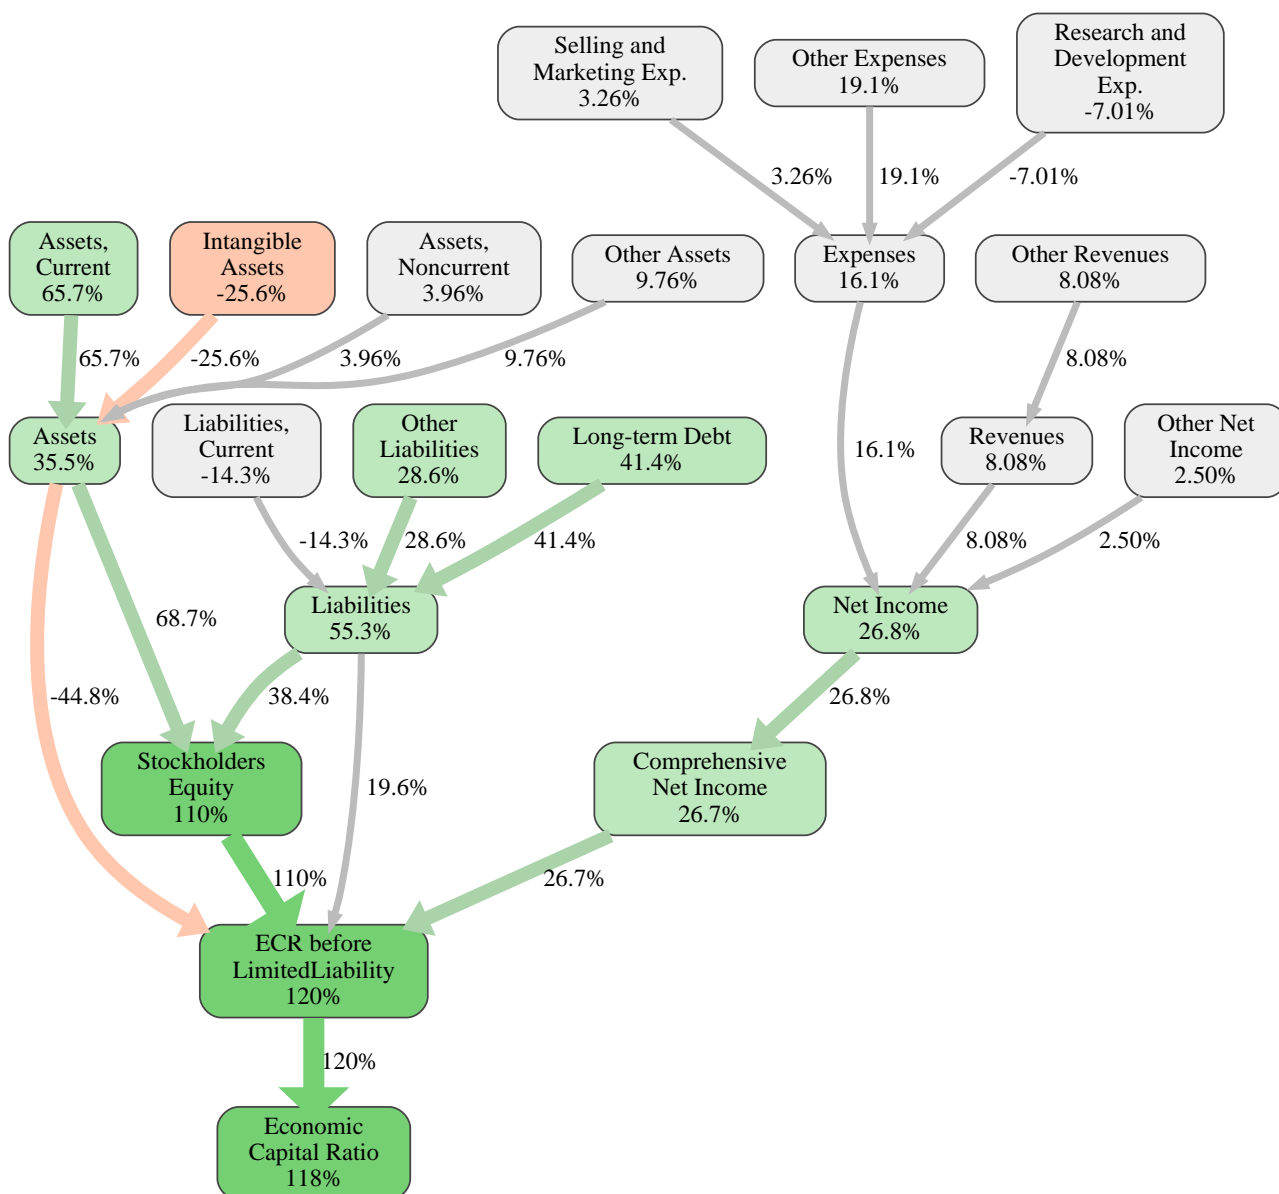 Selling and
Marketing Exp.
3.26%
Other Expenses
19.1%
Research and
Development
Exp.
-7.01%
3.26%
19.1%
-7.01%
Assets,
Current
65.7%
Intangible
Assets
-25.6%
Assets,
Noncurrent
3.96%
Other Assets
9.76%
Expenses
16.1%
Other Revenues
8.08%
65.7%
-25.6%
3.96%
9.76%
8.08%
Assets
35.5%
Liabilities,
Current
-14.3%
Other
Liabilities
28.6%
Long-term Debt
41.4%
16.1%
Revenues
8.08%
Other Net
Income
2.50%
-14.3%
28.6%
41.4%
8.08%
2.50%
68.7%
Liabilities
55.3%
Net Income
26.8%
-44.8%
38.4%
26.8%
Stockholders
Equity
110%
19.6%
Comprehensive
Net Income
26.7%
110%
26.7%
ECR before
LimitedLiability
120%
120%
Economic
Capital Ratio
118%